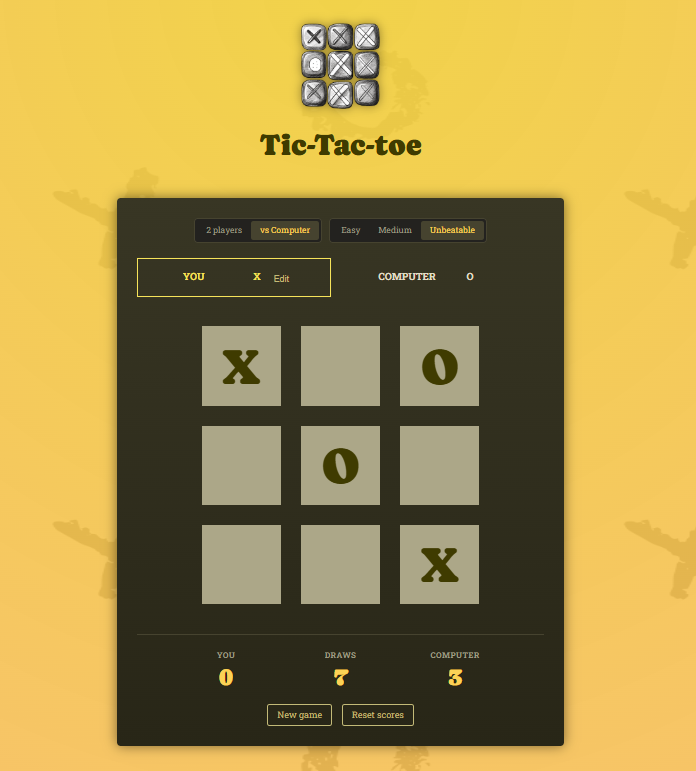 Tic-Tac-toe
2 players vs Computer Easy Medium Unbeatable
YOU X Edit COMPUTER O
X O
O
X
YOU DRAWS COMPUTER
0 7 3
New game Reset scores